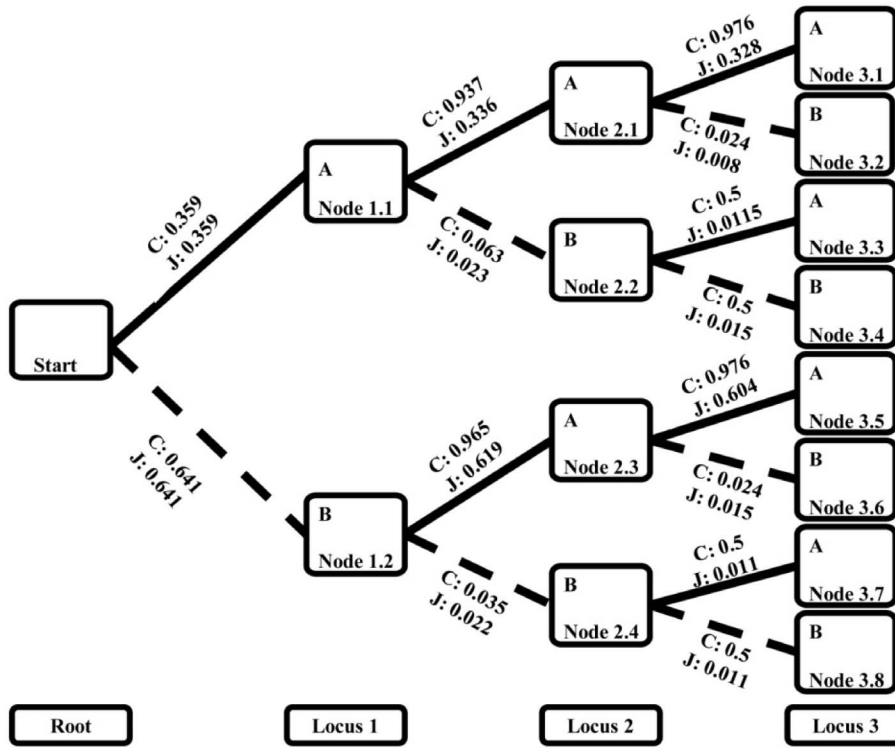 C: 0.976
J: 0.328
A
Node 3.1
C: 0.937
J: 0.336
A
Node 2.1
C: 0.024
J: 0.008
B
Node 3.2
A
Node 1.1
C: 0.359
J: 0.359
C: 0.063
J: 0.023
C: 0.5
J: 0.0115
A
Node 3.3
B
Node 2.2
C: 0.5
J: 0.015
B
Node 3.4
Start
C: 0.976
J: 0.604
A
Node 3.5
C: 0.641
J: 0.641
C: 0.965
J: 0.619
A
Node 2.3
C: 0.024
J: 0.015
B
Node 3.6
B
Node 1.2
C: 0.035
J: 0.022
C: 0.5
J: 0.011
A
Node 3.7
B
Node 2.4
C: 0.5
J: 0.011
B
Node 3.8
Root
Locus 1
Locus 2
Locus 3